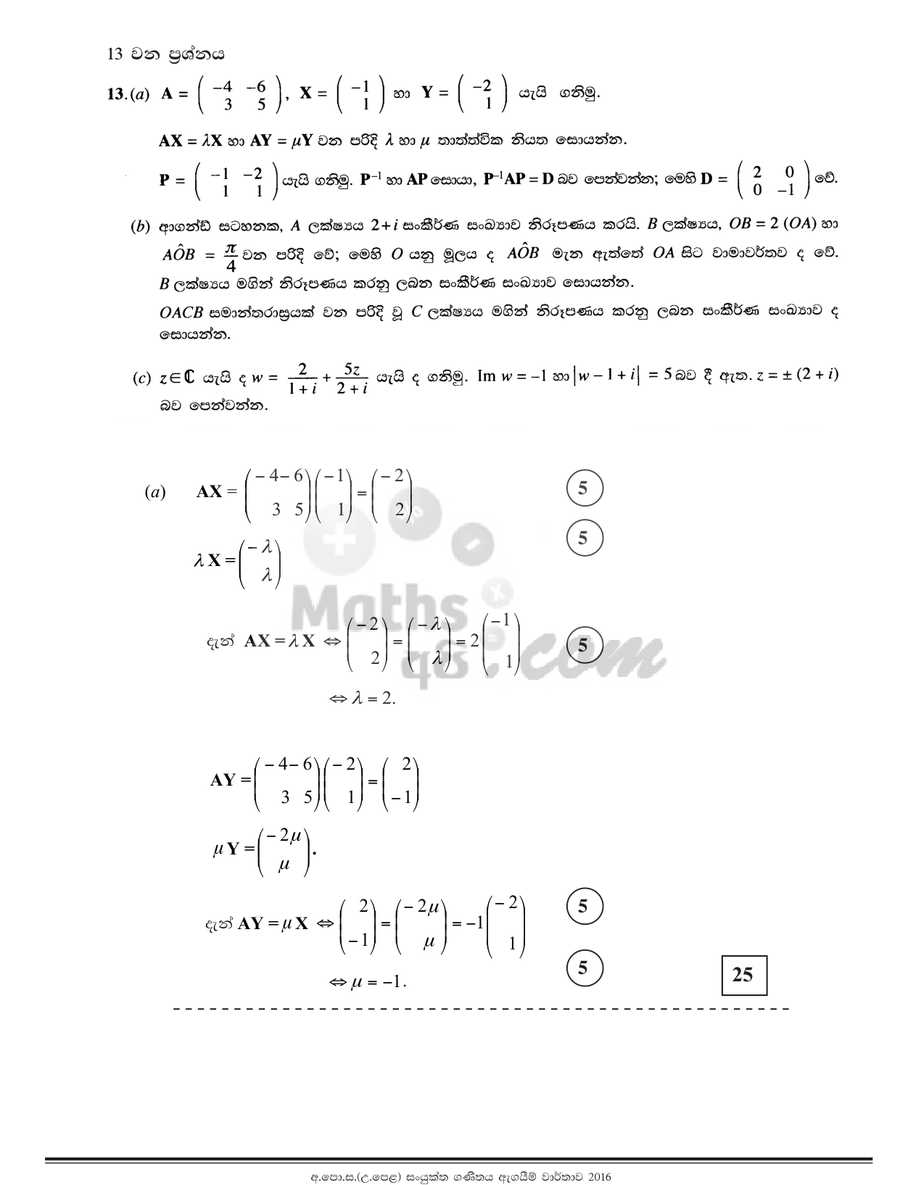 13 වන ප්‍රශ්නය
13.(a) A = ( −4 −6 ; 3 5 ), X = ( −1 ; 1 ) හා Y = ( −2 ; 1 ) යැයි ගනිමු.
AX = λX හා AY = μY වන පරිදි λ හා μ තාත්ත්වික නියත සොයන්න.
P = ( −1 −2 ; 1 1 ) යැයි ගනිමු. P⁻¹ හා AP සොයා, P⁻¹AP = D බව පෙන්වන්න; මෙහි D = ( 2 0 ; 0 −1 ) වේ.
(b) ආගන්ඩ් සටහනක, A ලක්ෂ්‍යය 2 + i සංකීර්ණ සංඛ්‍යාව නිරූපණය කරයි. B ලක්ෂ්‍යය, OB = 2 (OA) හා
AÔB = π/4 වන පරිදි වේ; මෙහි O යනු මූලය ද AÔB මැන ඇත්තේ OA සිට වාමාවර්තව ද වේ.
B ලක්ෂ්‍යය මගින් නිරූපණය කරනු ලබන සංකීර්ණ සංඛ්‍යාව සොයන්න.
OACB සමාන්තරාස්‍රයක් වන පරිදි වූ C ලක්ෂ්‍යය මගින් නිරූපණය කරනු ලබන සංකීර්ණ සංඛ්‍යාව ද
සොයන්න.
(c) z ∈ ℂ යැයි ද w = 2/(1 + i) + 5z/(2 + i) යැයි ද ගනිමු. Im w = −1 හා |w − 1 + i| = 5 බව දී ඇත. z = ± (2 + i)
බව පෙන්වන්න.
(a) AX = ( −4 −6 ; 3 5 ) ( −1 ; 1 ) = ( −2 ; 2 ) 5
5
λX = ( −λ ; λ )
Maths
අපි.com
දැන් AX = λX ⇔ ( −2 ; 2 ) = ( −λ ; λ ) = 2 ( −1 ; 1 ) 5
⇔ λ = 2.
AY = ( −4 −6 ; 3 5 ) ( −2 ; 1 ) = ( 2 ; −1 )
μY = ( −2μ ; μ ).
දැන් AY = μX ⇔ ( 2 ; −1 ) = ( −2μ ; μ ) = −1 ( −2 ; 1 ) 5
⇔ μ = −1. 5 25
අ.පො.ස.(උ.පෙළ) සංයුක්ත ගණිතය ඇගයීම් වාර්තාව 2016